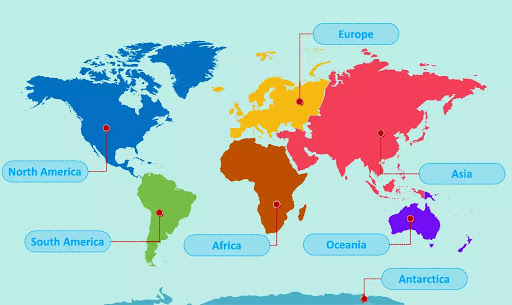 Europe
North America
Asia
South America
Africa
Oceania
Antarctica